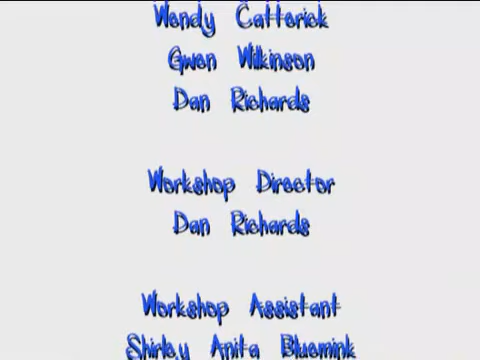 Wendy Catterick
Gwen Wilkinson
Dan Richards
Workshop Director
Dan Richards
Workshop Assistant
Shirley Anita Bluemink